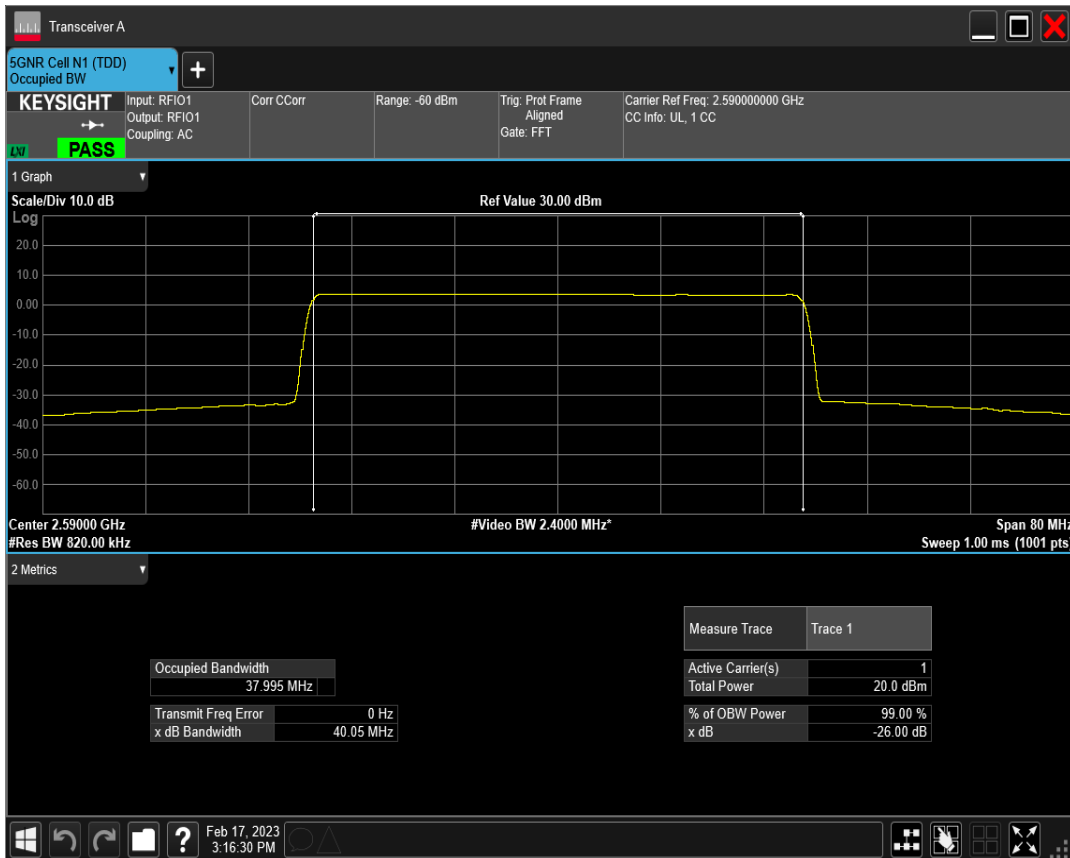 Transceiver A
5GNR Cell N1 (TDD)
Occupied BW
+
KEYSIGHT
LXI
PASS
Input: RFIO1
Output: RFIO1
Coupling: AC
Corr CCorr
Range: -60 dBm
Trig: Prot Frame
Aligned
Gate: FFT
Carrier Ref Freq: 2.590000000 GHz
CC Info: UL, 1 CC
1 Graph
Scale/Div 10.0 dB
Ref Value 30.00 dBm
Log
20.0
10.0
0.00
-10.0
-20.0
-30.0
-40.0
-50.0
-60.0
Center 2.59000 GHz
#Video BW 2.4000 MHz*
Span 80 MHz
#Res BW 820.00 kHz
Sweep 1.00 ms (1001 pts)
2 Metrics
Measure Trace Trace 1
Occupied Bandwidth
37.995 MHz
Active Carrier(s) 1
Total Power 20.0 dBm
Transmit Freq Error 0 Hz
x dB Bandwidth 40.05 MHz
% of OBW Power 99.00 %
x dB -26.00 dB
?
Feb 17, 2023
3:16:30 PM